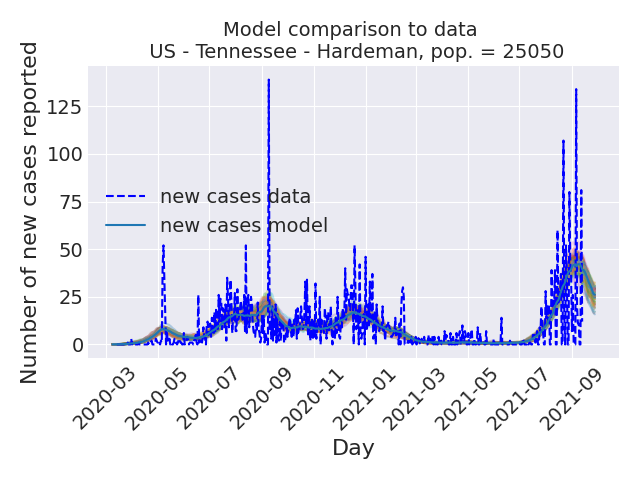 Model comparison to data
US - Tennessee - Hardeman, pop. = 25050
Number of new cases reported
125
100
75
50
25
0
new cases data
new cases model
2020-03
2020-05
2020-07
2020-09
2020-11
2021-01
2021-03
2021-05
2021-07
2021-09
Day